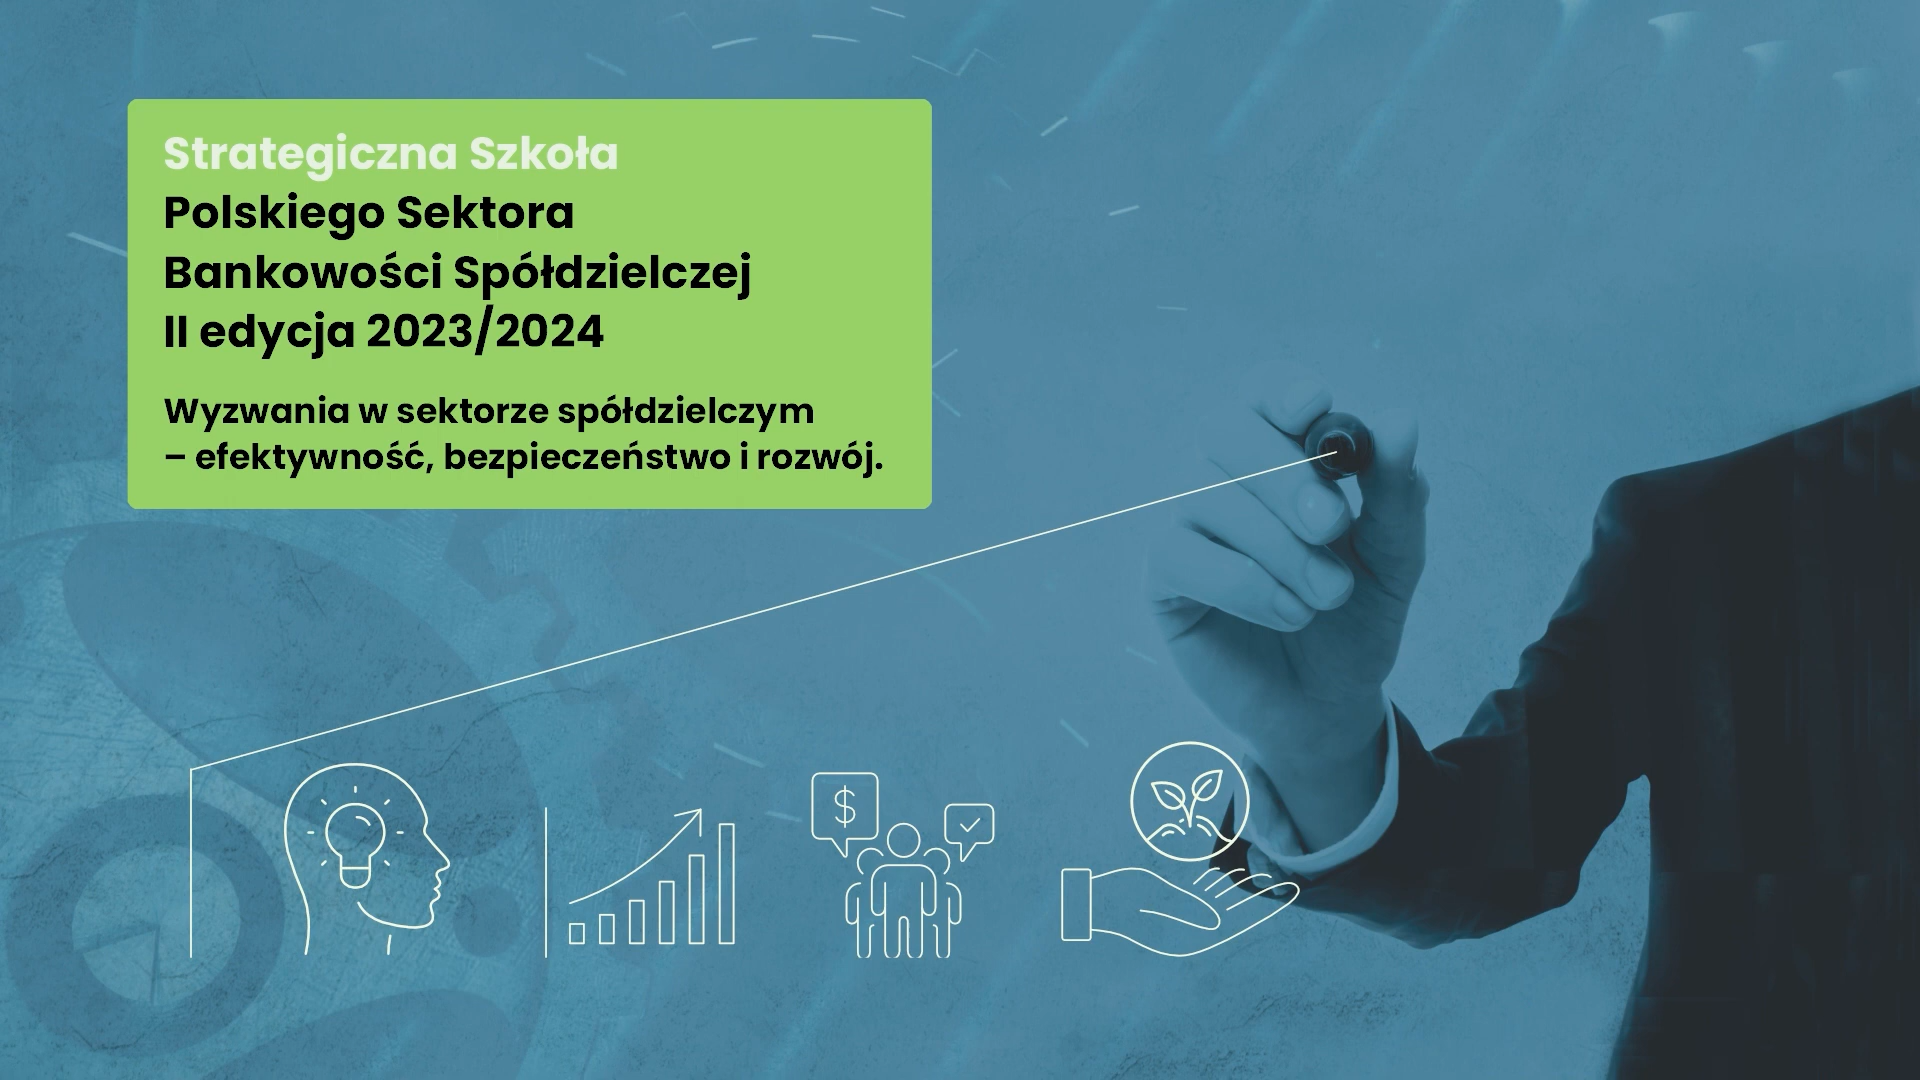 Strategiczna Szkoła
Polskiego Sektora
Bankowości Spółdzielczej
II edycja 2023/2024
Wyzwania w sektorze spółdzielczym
– efektywność, bezpieczeństwo i rozwój.
$